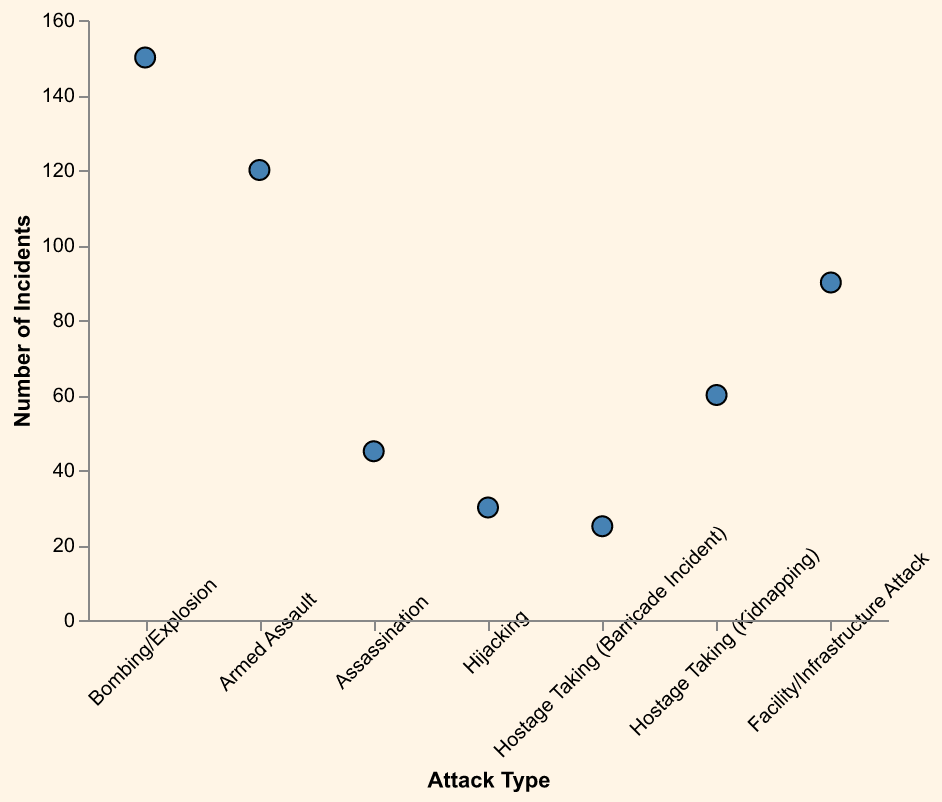 160
140
120
100
80
60
40
20
0
Number of Incidents
Bombing/Explosion
Armed Assault
Assassination
Hijacking
Hostage Taking (Barricade Incident)
Hostage Taking (Kidnapping)
Facility/Infrastructure Attack
Attack Type